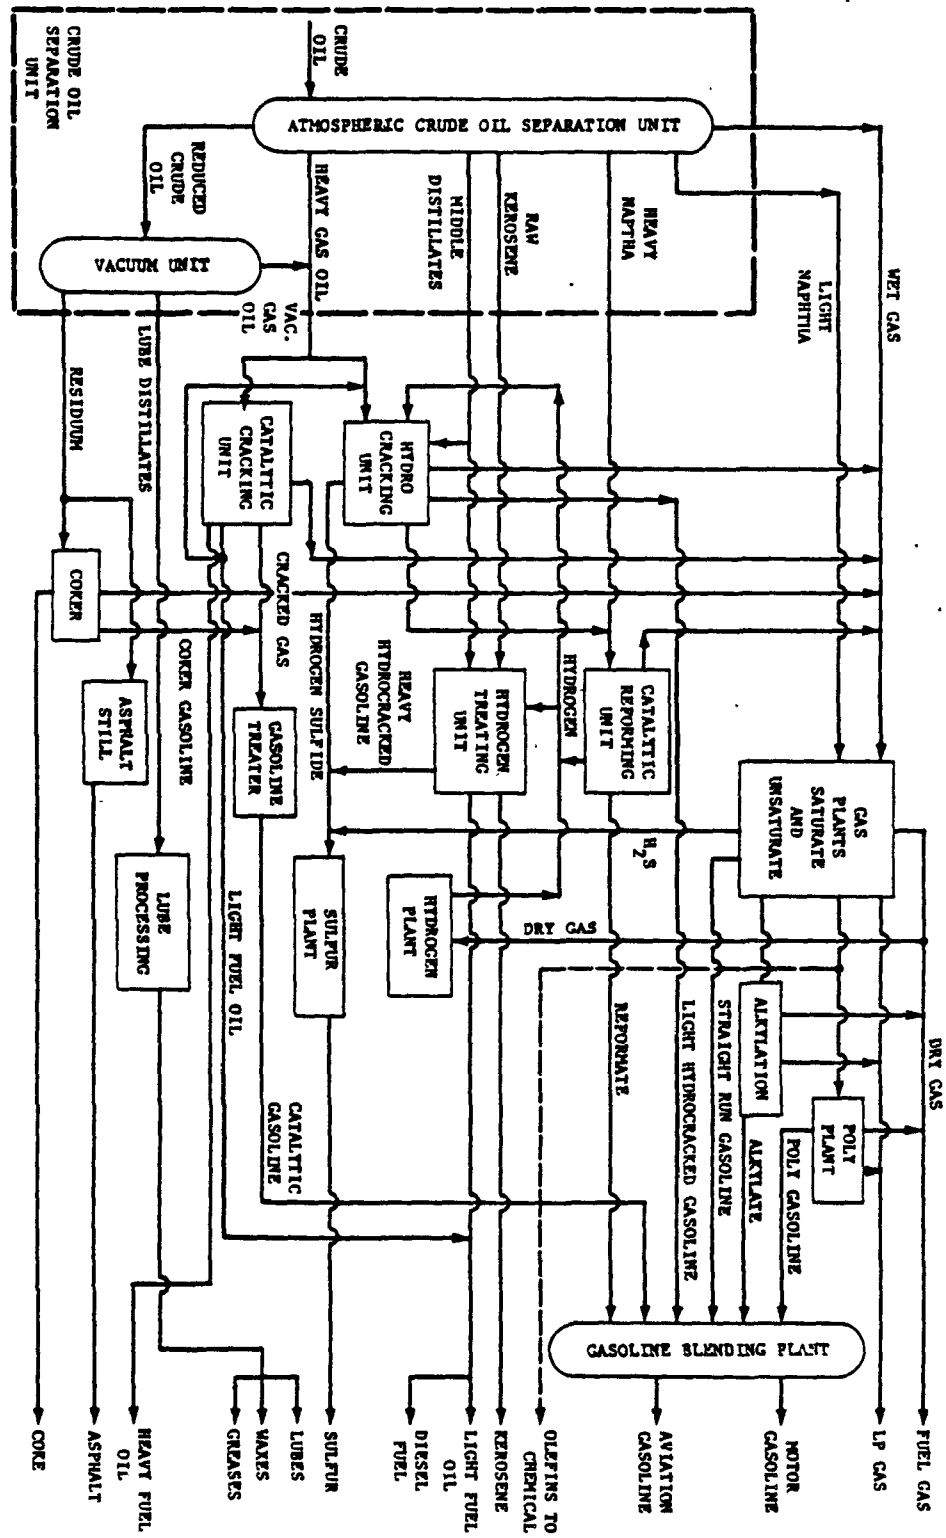 CRUDE OIL
SEPARATION
UNIT
CRUDE
OIL
ATMOSPHERIC CRUDE OIL SEPARATION UNIT
REDUCED
CRUDE
OIL
HEAVY GAS OIL
MIDDLE
DISTILLATES
RAW
KEROSENE
HEAVY
NAPTHA
LIGHT
NAPHTHA
WET GAS
VACUUM UNIT
VAC.
GAS
OIL
LUBE DISTILLATES
RESIDUUM
CATALYTIC
CRACKING
UNIT
HYDRO
CRACKING
UNIT
COKER
CRACKED GAS
HYDROGEN SULFIDE
COKER GASOLINE
ASPHALT
STILL
GASOLINE
TREATER
HEAVY
HYDROCRACKED
GASOLINE
HYDROGEN
TREATING
UNIT
HYDROGEN
CATALYTIC
REFORMING
UNIT
GAS
PLANTS
SATURATE
AND
UNSATURATE
H2S
LUBE
PROCESSING
LIGHT FUEL OIL
SULFUR
PLANT
HYDROGEN
PLANT
DRY GAS
REFORMATE
LIGHT HYDROCRACKED GASOLINE
STRAIGHT RUN GASOLINE
ALKYLATION
ALKYLATE
POLY
PLANT
POLY GASOLINE
DRY GAS
CATALYTIC
GASOLINE
GASOLINE BLENDING PLANT
FUEL GAS
LP GAS
MOTOR
GASOLINE
AVIATION
GASOLINE
OLEFINS TO
CHEMICAL
KEROSENE
LIGHT FUEL
OIL
DIESEL
FUEL
SULFUR
LUBES
WAXES
GREASES
HEAVY FUEL
OIL
ASPHALT
COKE